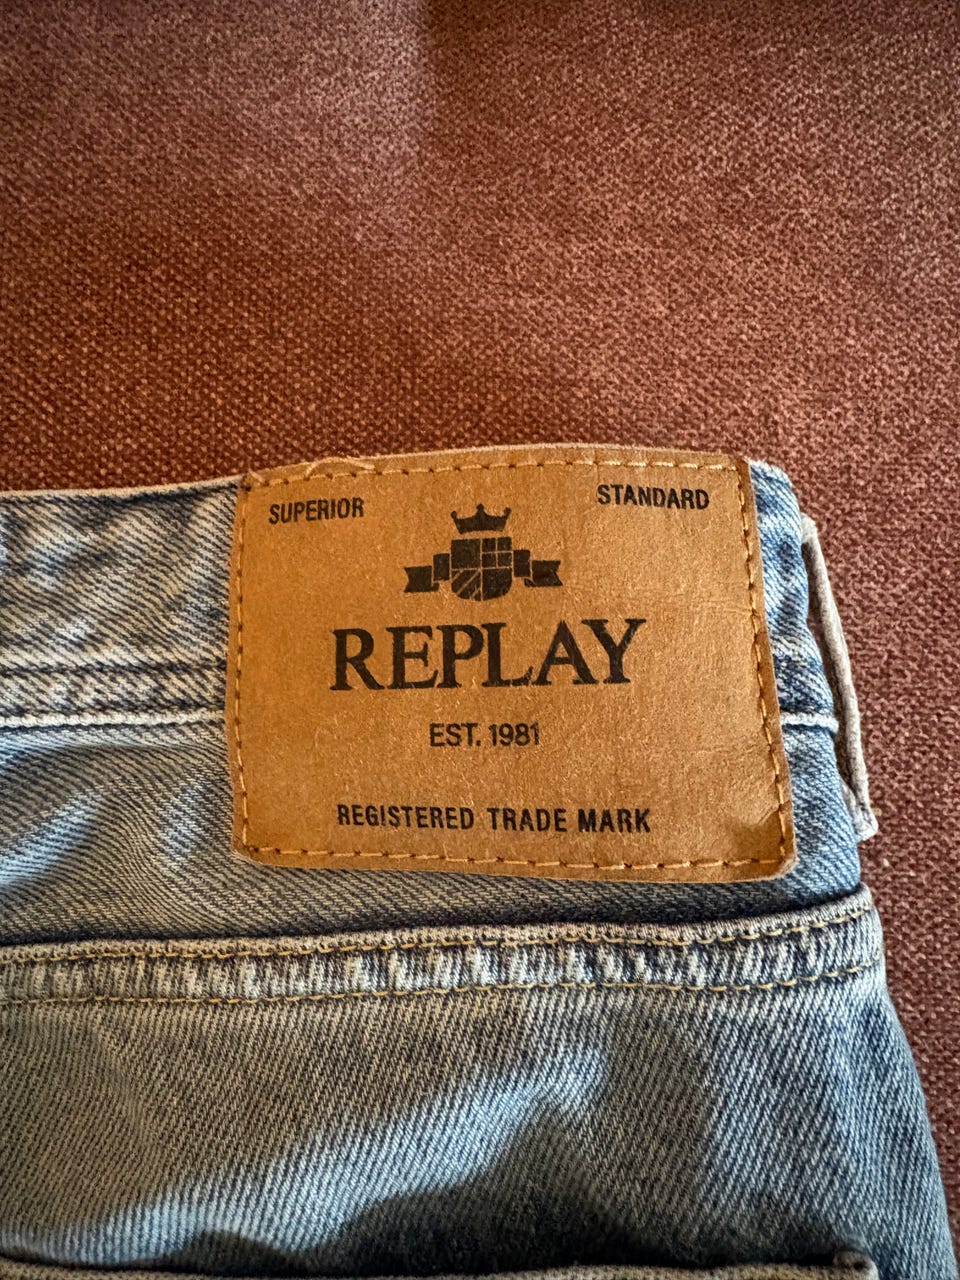 SUPERIOR STANDARD
REPLAY
EST. 1981
REGISTERED TRADE MARK